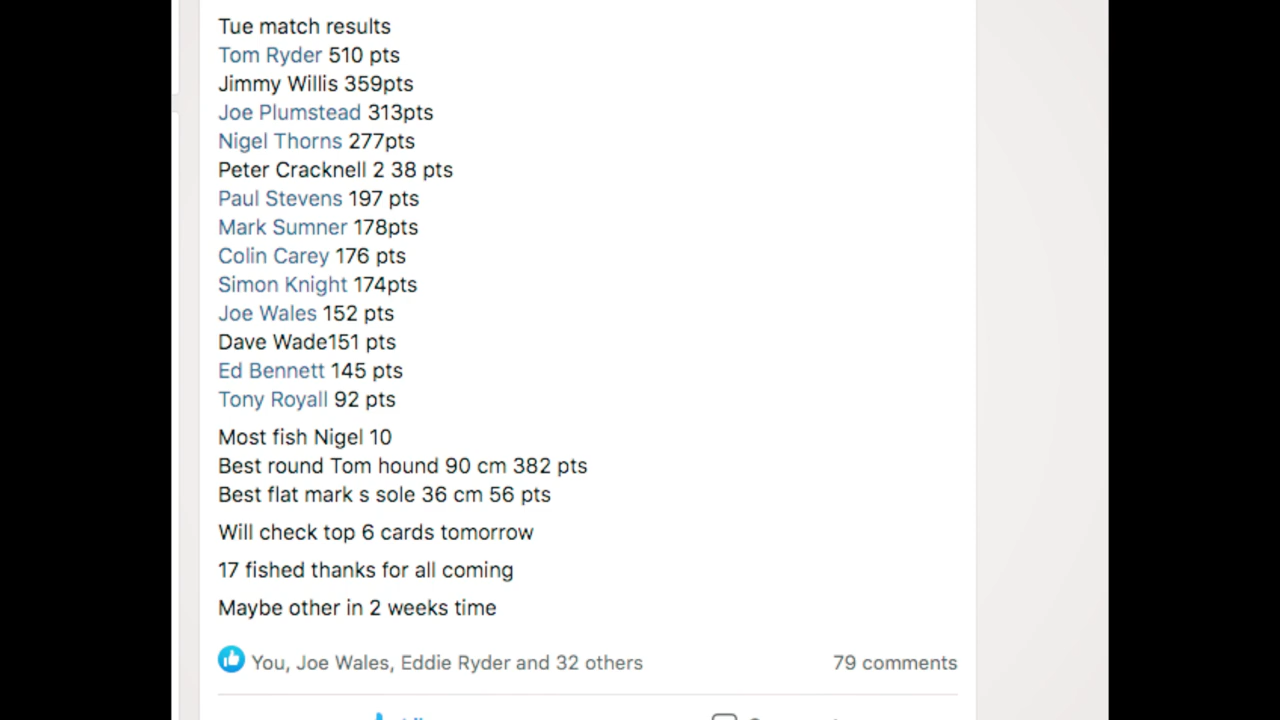 Tue match results
Tom Ryder 510 pts
Jimmy Willis 359pts
Joe Plumstead 313pts
Nigel Thorns 277pts
Peter Cracknell 2 38 pts
Paul Stevens 197 pts
Mark Sumner 178pts
Colin Carey 176 pts
Simon Knight 174pts
Joe Wales 152 pts
Dave Wade151 pts
Ed Bennett 145 pts
Tony Royall 92 pts
Most fish Nigel 10
Best round Tom hound 90 cm 382 pts
Best flat mark s sole 36 cm 56 pts
Will check top 6 cards tomorrow
17 fished thanks for all coming
Maybe other in 2 weeks time
You, Joe Wales, Eddie Ryder and 32 others 79 comments